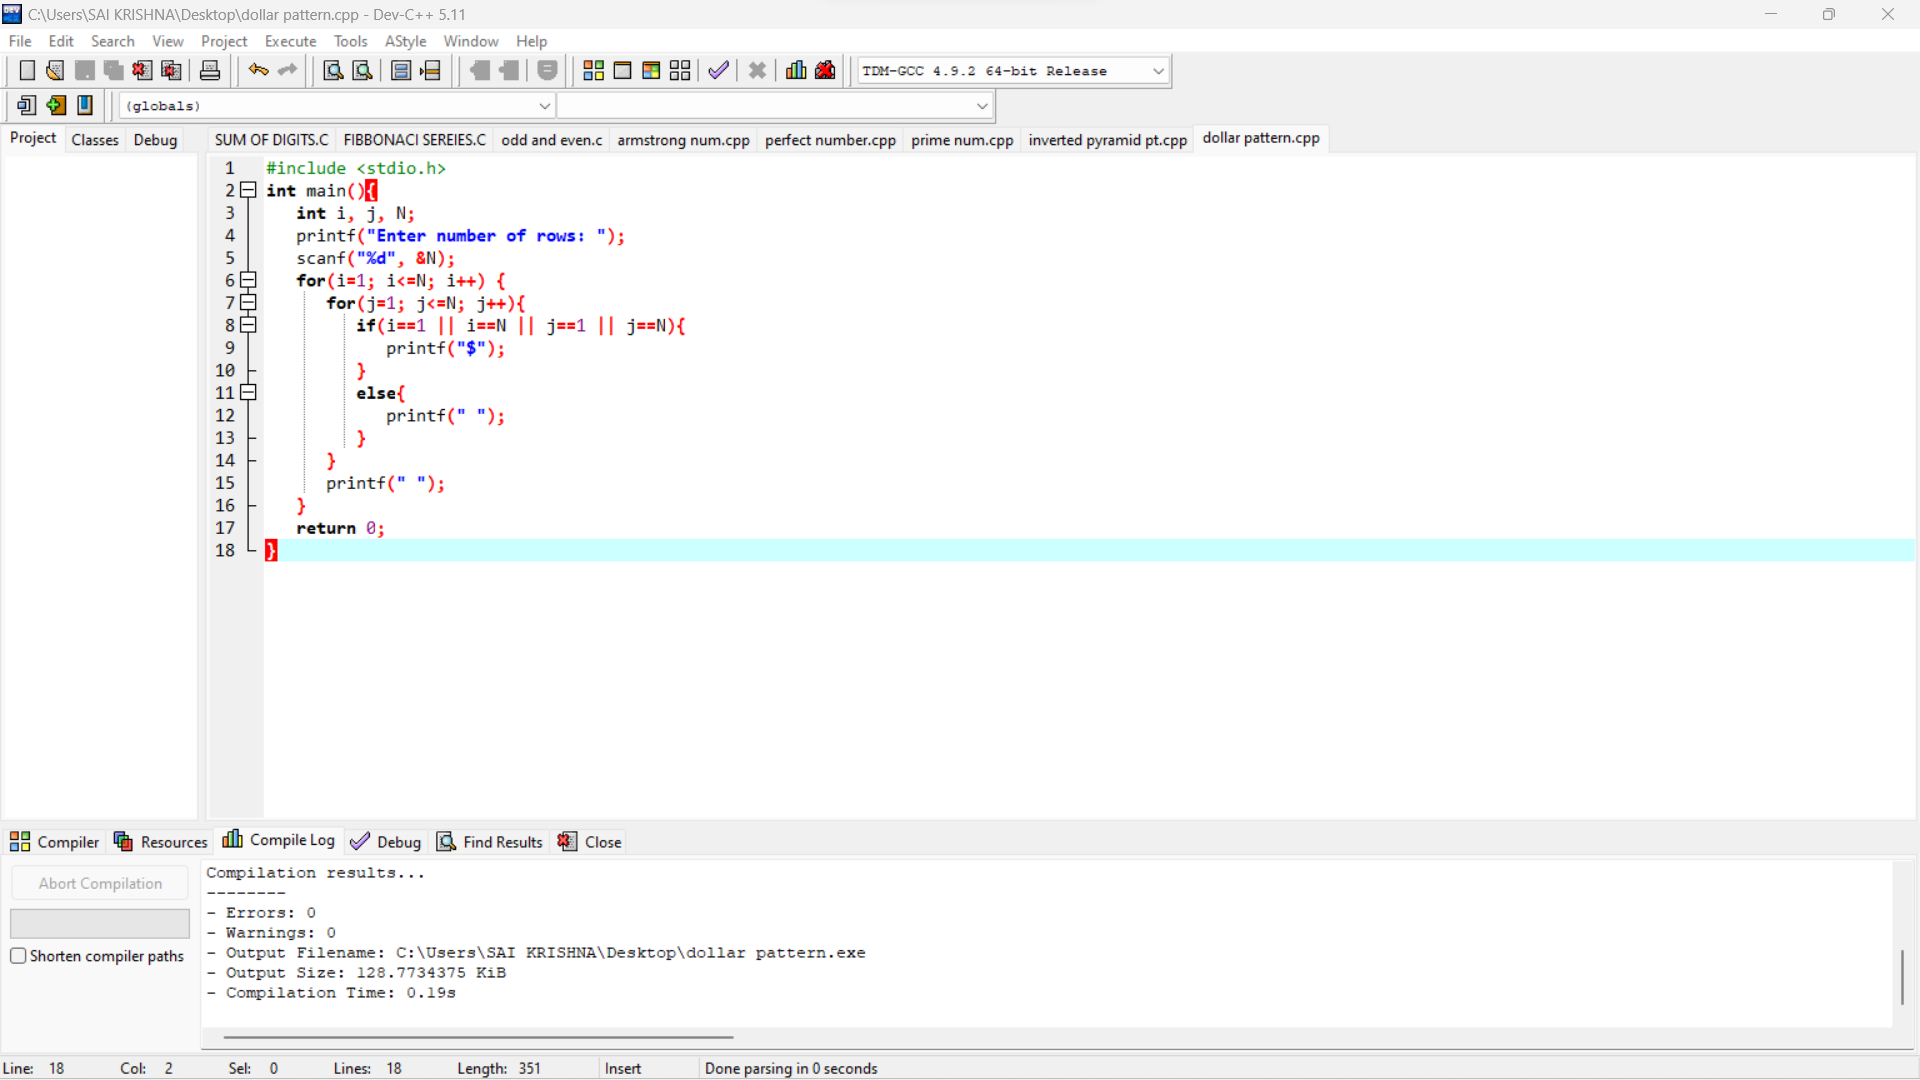 C:\Users\SAI KRISHNA\Desktop\dollar pattern.cpp - Dev-C++ 5.11
File Edit Search View Project Execute Tools AStyle Window Help
TDM-GCC 4.9.2 64-bit Release
(globals)
Project Classes Debug
SUM OF DIGITS.C FIBBONACI SEREIES.C odd and even.c armstrong num.cpp perfect number.cpp prime num.cpp inverted pyramid pt.cpp dollar pattern.cpp
1 #include <stdio.h>
2 int main(){
3 int i, j, N;
4 printf("Enter number of rows: ");
5 scanf("%d", &N);
6 for(i=1; i<=N; i++) {
7 for(j=1; j<=N; j++){
8 if(i==1 || i==N || j==1 || j==N){
9 printf("$");
10 }
11 else{
12 printf(" ");
13 }
14 }
15 printf(" ");
16 }
17 return 0;
18 }
Compiler Resources Compile Log Debug Find Results Close
Abort Compilation
Shorten compiler paths
Compilation results...
--------
- Errors: 0
- Warnings: 0
- Output Filename: C:\Users\SAI KRISHNA\Desktop\dollar pattern.exe
- Output Size: 128.7734375 KiB
- Compilation Time: 0.19s
Line: 18 Col: 2 Sel: 0 Lines: 18 Length: 351 Insert Done parsing in 0 seconds